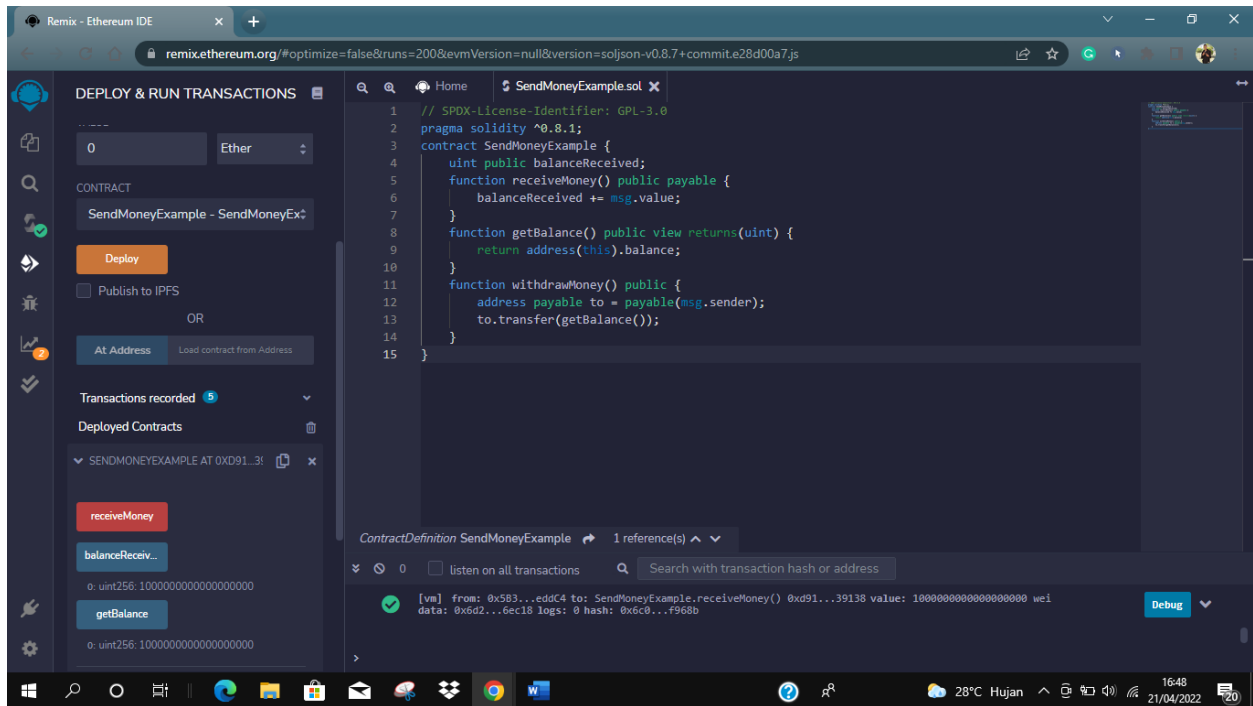 Remix - Ethereum IDE
remix.ethereum.org/#optimize=false&runs=200&evmVersion=null&version=soljson-v0.8.7+commit.e28d00a7.js
DEPLOY & RUN TRANSACTIONS
0
Ether
CONTRACT
SendMoneyExample - SendMoneyEx
Deploy
Publish to IPFS
OR
At Address
Load contract from Address
Transactions recorded 5
Deployed Contracts
SENDMONEYEXAMPLE AT 0XD91...39
receiveMoney
balanceReceiv...
0: uint256: 1000000000000000000
getBalance
0: uint256: 1000000000000000000
2
Home
SendMoneyExample.sol
1 // SPDX-License-Identifier: GPL-3.0
2 pragma solidity ^0.8.1;
3 contract SendMoneyExample {
4 uint public balanceReceived;
5 function receiveMoney() public payable {
6 balanceReceived += msg.value;
7 }
8 function getBalance() public view returns(uint) {
9 return address(this).balance;
10 }
11 function withdrawMoney() public {
12 address payable to = payable(msg.sender);
13 to.transfer(getBalance());
14 }
15 }
ContractDefinition SendMoneyExample 1 reference(s)
0 listen on all transactions
Search with transaction hash or address
[vm] from: 0x5B3...eddC4 to: SendMoneyExample.receiveMoney() 0xd91...39138 value: 1000000000000000000 wei
data: 0x6d2...6ec18 logs: 0 hash: 0x6c0...f968b
Debug
>
28°C Hujan
16:48
21/04/2022
20